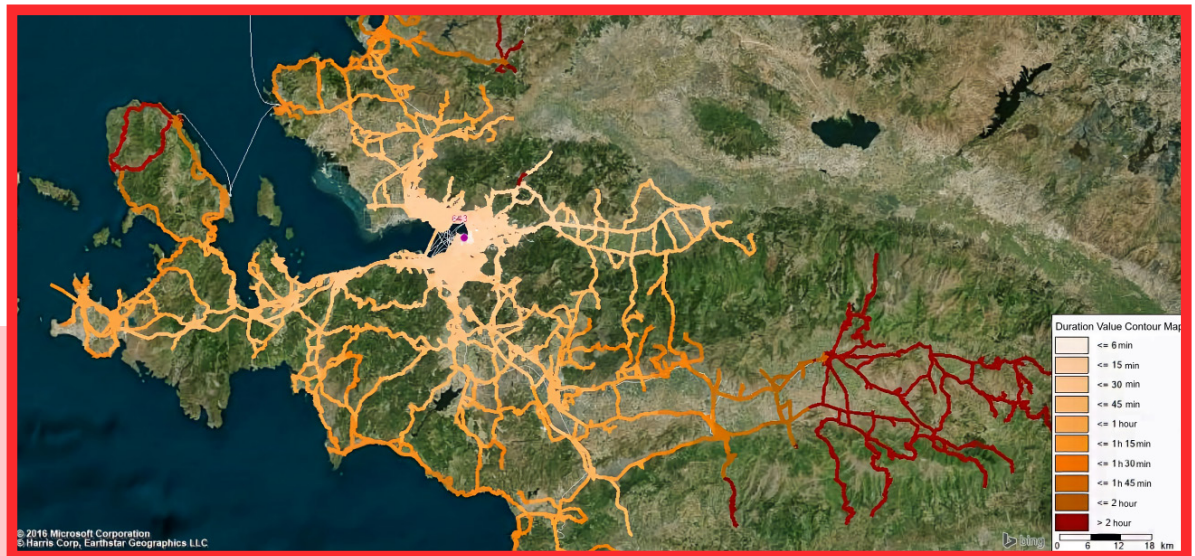 643
Duration Value Contour Map
<= 6 min
<= 15 min
<= 30 min
<= 45 min
<= 1 hour
<= 1 h 15 min
<= 1 h 30 min
<= 1 h 45 min
<= 2 hour
> 2 hour
0 6 12 18 km
© 2016 Microsoft Corporation
© Harris Corp, Earthstar Geographics LLC
bing